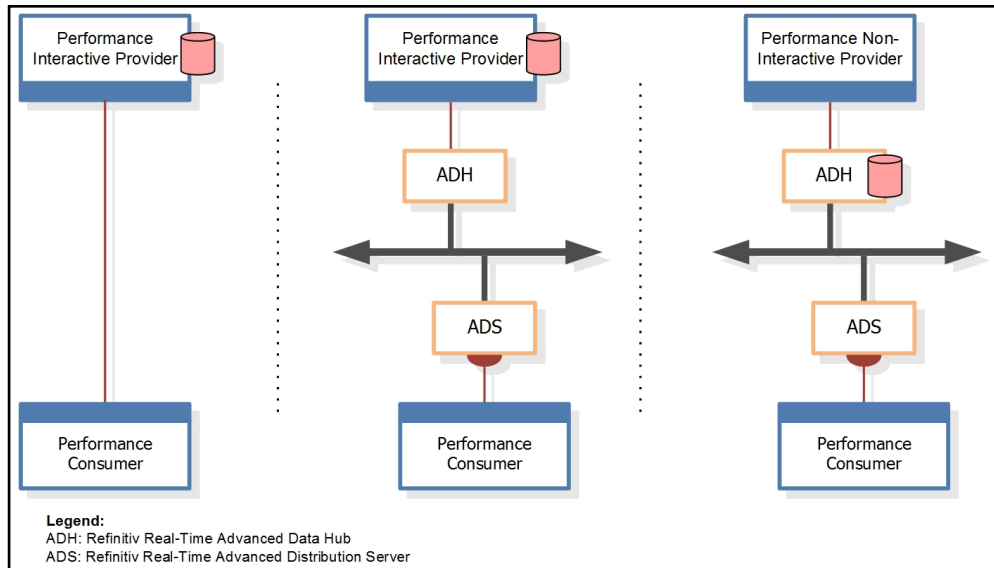 Performance
Interactive Provider
Performance
Interactive Provider
Performance Non-
Interactive Provider
ADH
ADH
ADS
ADS
Performance
Consumer
Performance
Consumer
Performance
Consumer
Legend:
ADH: Refinitiv Real-Time Advanced Data Hub
ADS: Refinitiv Real-Time Advanced Distribution Server